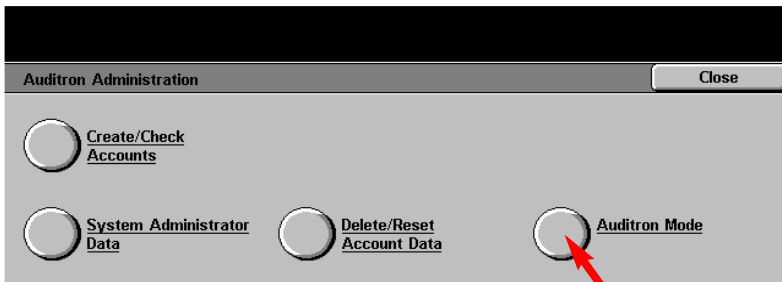 Auditron Administration
Close
Create/Check
Accounts
System Administrator
Data
Delete/Reset
Account Data
Auditron Mode